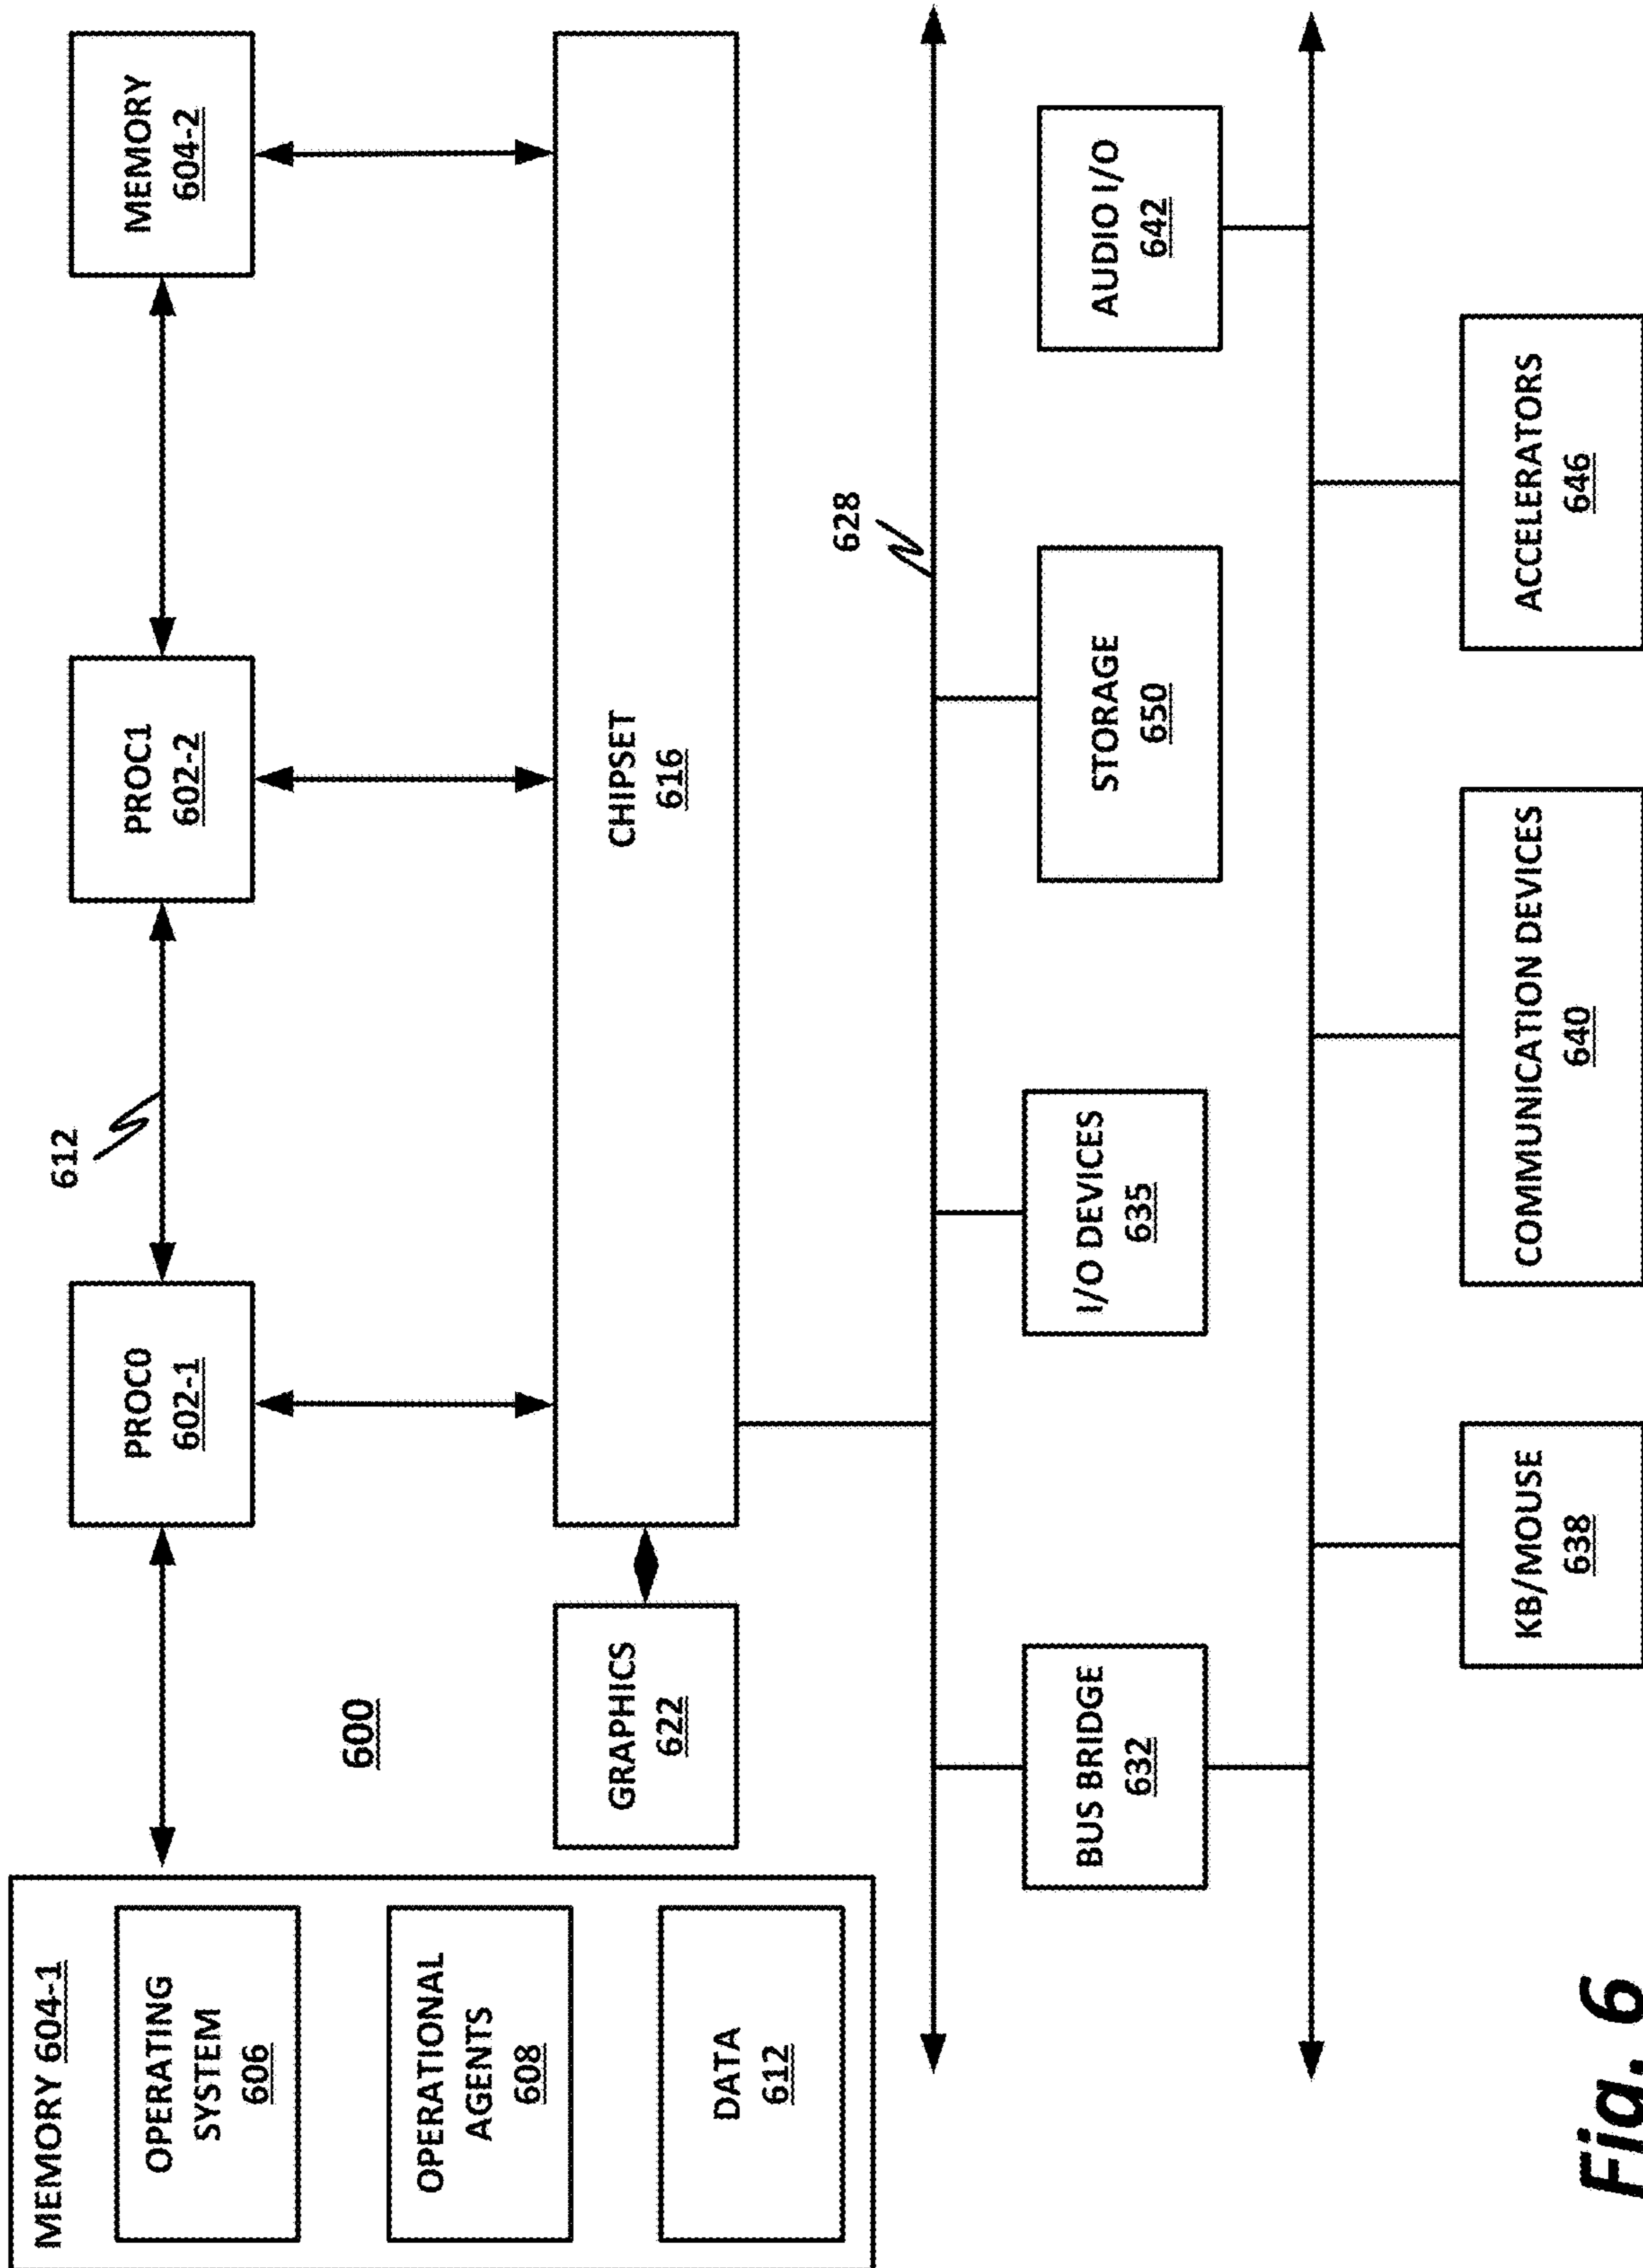 MEMORY 604-1
OPERATING
SYSTEM
606
OPERATIONAL
AGENTS
608
DATA
612
PROC0
602-1
612
PROC1
602-2
MEMORY
604-2
600
GRAPHICS
622
CHIPSET
616
628
BUS BRIDGE
632
I/O DEVICES
635
STORAGE
650
AUDIO I/O
642
KB/MOUSE
638
COMMUNICATION DEVICES
640
ACCELERATORS
646
Fig. 6